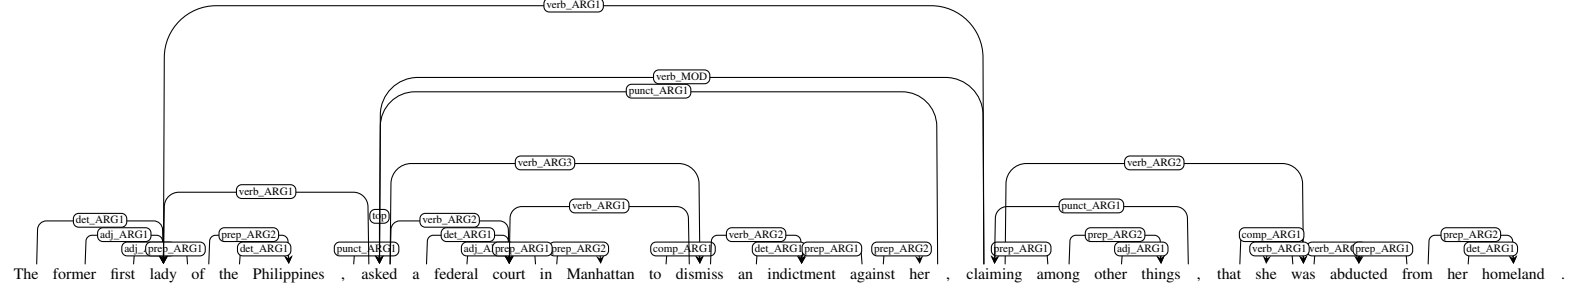 verb_ARG1
verb_MOD
punct_ARG1
verb_ARG3 verb_ARG2
verb_ARG1
verb_ARG1 punct_ARG1
top
det_ARG1 verb_ARG2
adj_ARG1 prep_ARG2 det_ARG1 verb_ARG2 prep_ARG2 comp_ARG1 prep_ARG2
prep_ARG1 det_ARG1 punct_ARG1 prep_ARG1 prep_ARG2 comp_ARG1 det_ARG1 prep_ARG1 prep_ARG2 prep_ARG1 adj_ARG1 verb_ARG1 prep_ARG1 det_ARG1
The former first lady of the Philippines , asked a federal court in Manhattan to dismiss an indictment against her , claiming among other things , that she was abducted from her homeland .